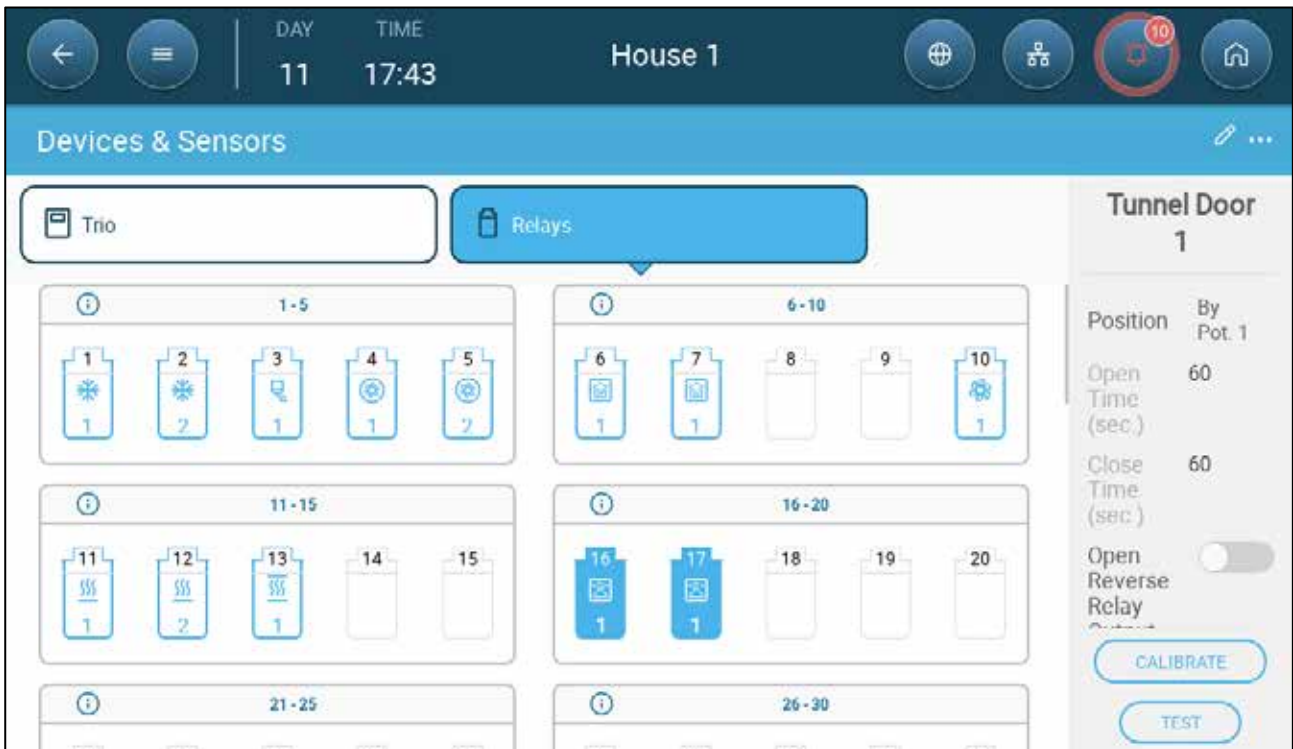 DAY TIME
11 17:43
House 1
10
Devices & Sensors
Trio
Relays
Tunnel Door
1
1 - 5
6 - 10
1 2 3 4 5
1 2 1 1 2
6 7 8 9 10
1 1 1
Position By Pot. 1
Open Time (sec.) 60
Close Time (sec.) 60
Open Reverse Relay
11 - 15
16 - 20
11 12 13 14 15
1 2 1
16 17 18 19 20
1 1
21 - 25
26 - 30
CALIBRATE
TEST